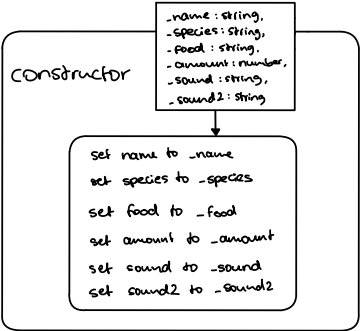 _name : string,
_species : string,
_food : string,
_amount : number,
_sound : string,
_sound2 : string
constructor
set name to _name
set species to _species
set food to _food
set amount to _amount
set sound to _sound
set sound2 to _sound2